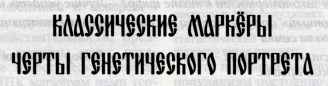 КЛАССИЧЕСКИЕ МАРКЁРЫ
ЧЕРТЫ ГЕНЕТИЧЕСКОГО ПОРТРЕТА